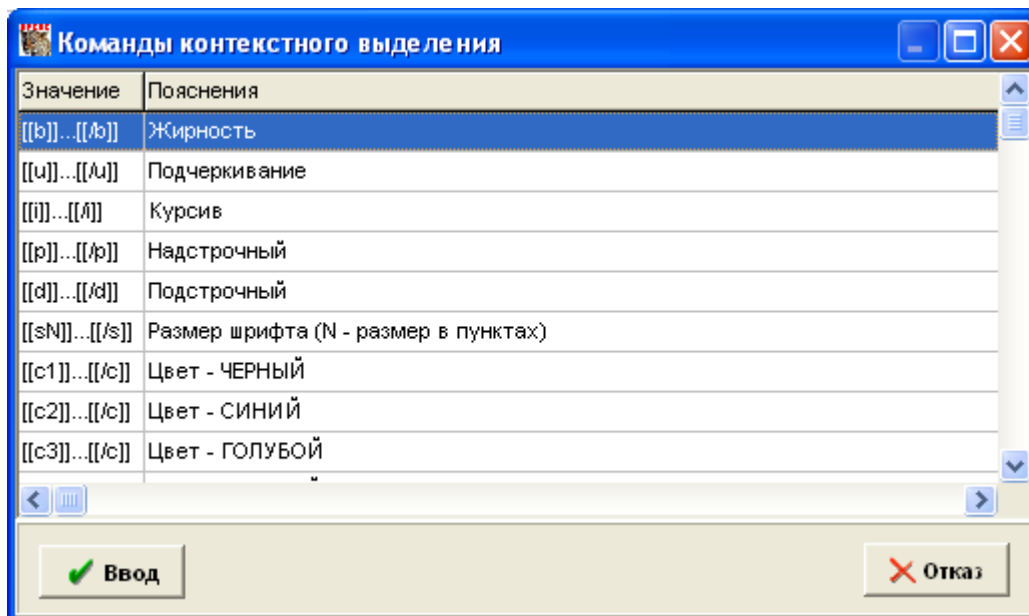 Команды контекстного выделения
Значение Пояснения
[[b]]...[[/b]] Жирность
[[u]]...[[/u]] Подчеркивание
[[i]]...[[/i]] Курсив
[[p]]...[[/p]] Надстрочный
[[d]]...[[/d]] Подстрочный
[[sN]]...[[/s]] Размер шрифта (N - размер в пунктах)
[[c1]]...[[/c]] Цвет - ЧЕРНЫЙ
[[c2]]...[[/c]] Цвет - СИНИЙ
[[c3]]...[[/c]] Цвет - ГОЛУБОЙ
Ввод Отказ